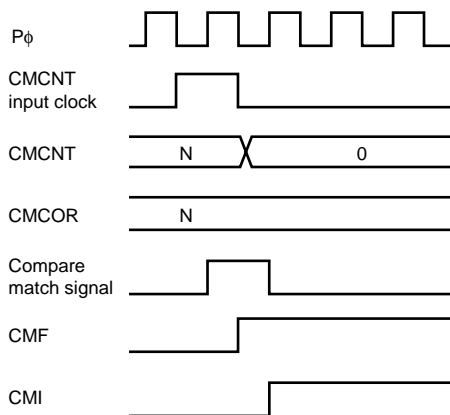 Pϕ
CMCNT
input clock
CMCNT N 0
CMCOR N
Compare
match signal
CMF
CMI